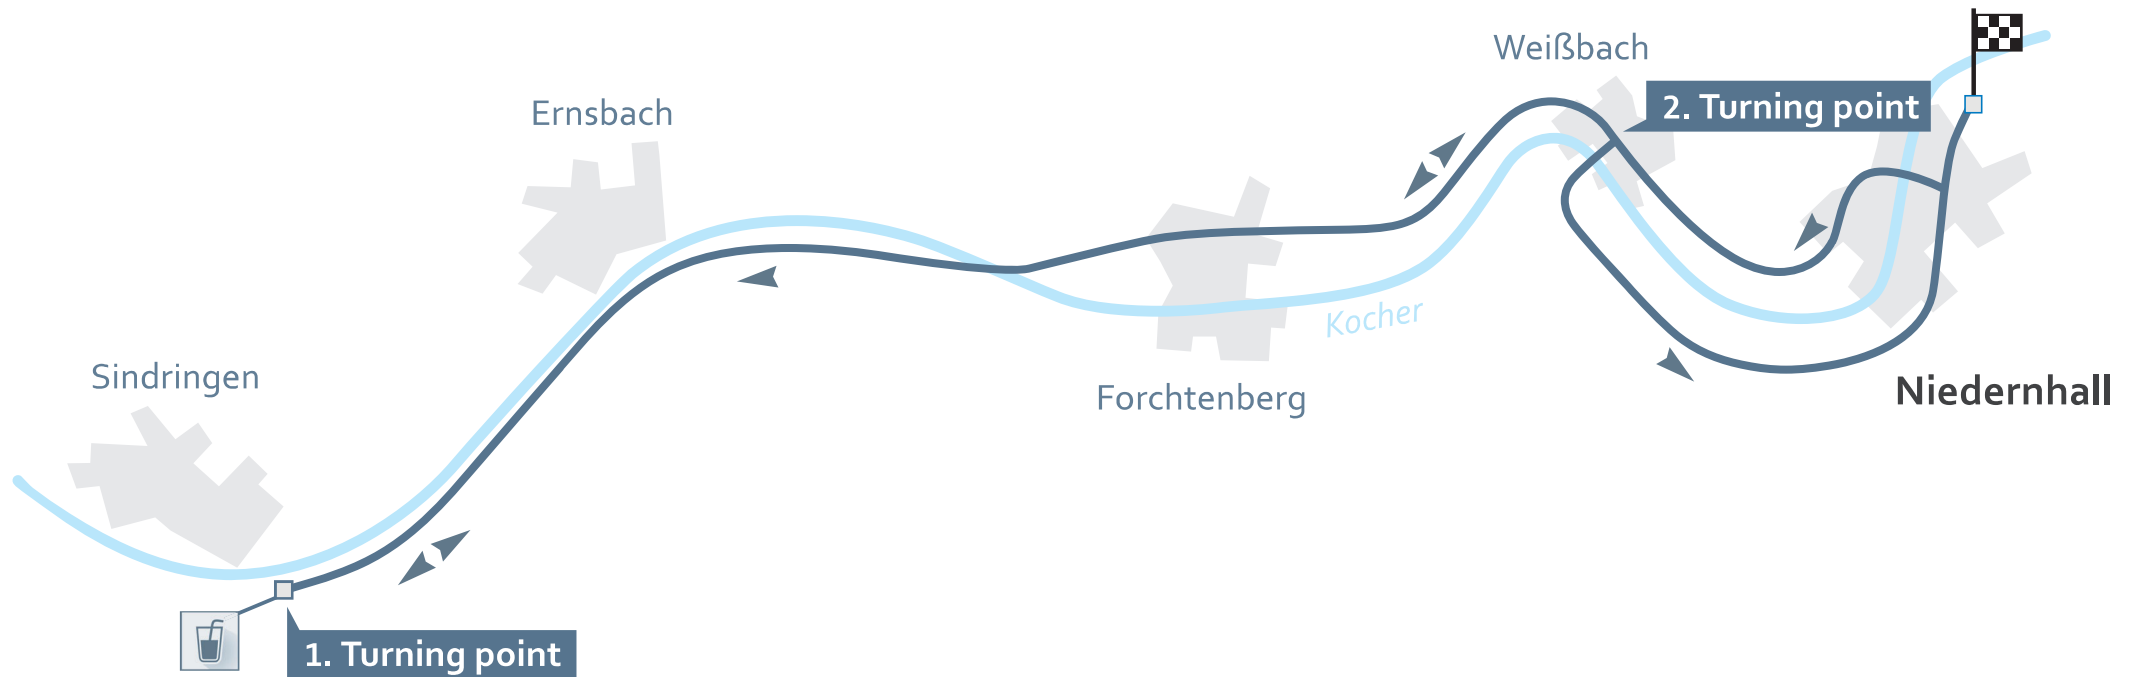 Weißbach
2. Turning point
Ernsbach
Kocher
Sindringen
Forchtenberg
Niedernhall
1. Turning point